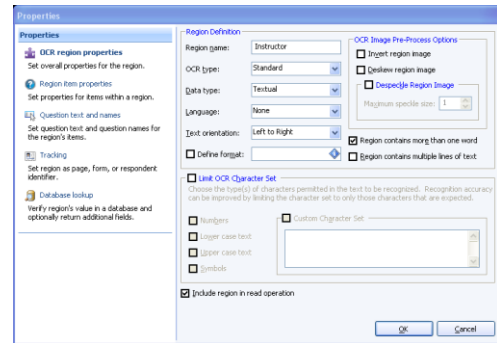 Properties
Properties
OCR region properties
Set overall properties for the region.
Region item properties
Set properties for items within a region.
Question text and names
Set question text and question names for
the region's items.
Tracking
Set region as page, form, or respondent
identifier.
Database lookup
Verify region's value in a database and
optionally return additional fields.
Region Definition
Region name: Instructor
OCR type: Standard
Data type: Textual
Language: None
Text orientation: Left to Right
Define format:
OCR Image Pre-Process Options
Invert region image
Deskew region image
Despeckle Region Image
Maximum speckle size: 1
Region contains more than one word
Region contains multiple lines of text
Limit OCR Character Set
Choose the type(s) of characters permitted in the text to be recognized. Recognition accuracy
can be improved by limiting the character set to only those characters that are expected.
Numbers
Lower case text
Upper case text
Symbols
Custom Character Set
Include region in read operation
OK
Cancel